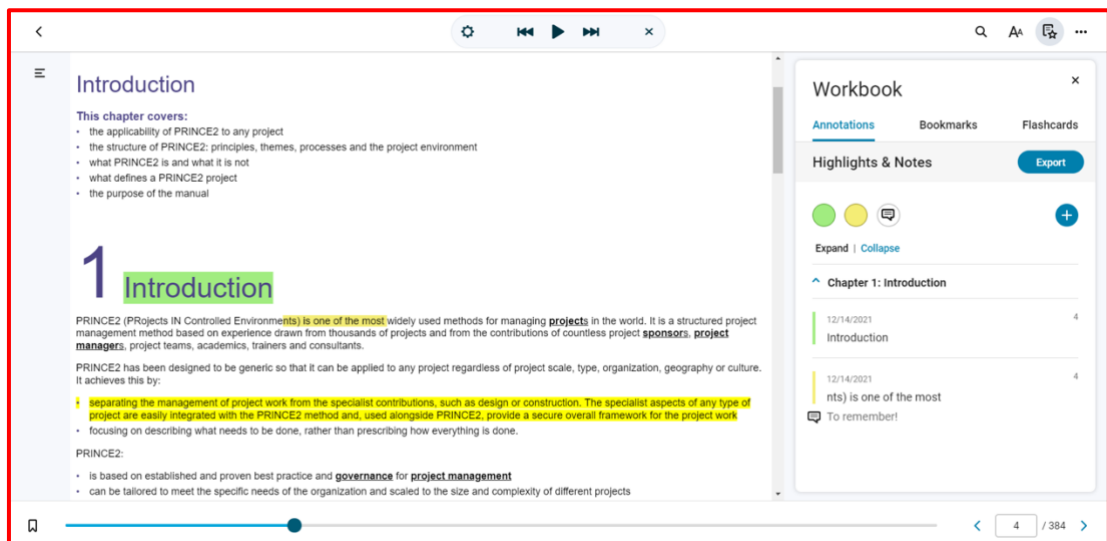 AA
Introduction
This chapter covers:
• the applicability of PRINCE2 to any project
• the structure of PRINCE2: principles, themes, processes and the project environment
• what PRINCE2 is and what it is not
• what defines a PRINCE2 project
• the purpose of the manual
1 Introduction
PRINCE2 (PRojects IN Controlled Environments) is one of the most widely used methods for managing projects in the world. It is a structured project
management method based on experience drawn from thousands of projects and from the contributions of countless project sponsors, project
managers, project teams, academics, trainers and consultants.
PRINCE2 has been designed to be generic so that it can be applied to any project regardless of project scale, type, organization, geography or culture.
It achieves this by:
• separating the management of project work from the specialist contributions, such as design or construction. The specialist aspects of any type of
project are easily integrated with the PRINCE2 method and, used alongside PRINCE2, provide a secure overall framework for the project work
• focusing on describing what needs to be done, rather than prescribing how everything is done.
PRINCE2:
• is based on established and proven best practice and governance for project management
• can be tailored to meet the specific needs of the organization and scaled to the size and complexity of different projects
Workbook
Annotations Bookmarks Flashcards
Highlights & Notes Export
Expand | Collapse
Chapter 1: Introduction
12/14/2021 4
Introduction
12/14/2021 4
nts) is one of the most
To remember!
4 / 384